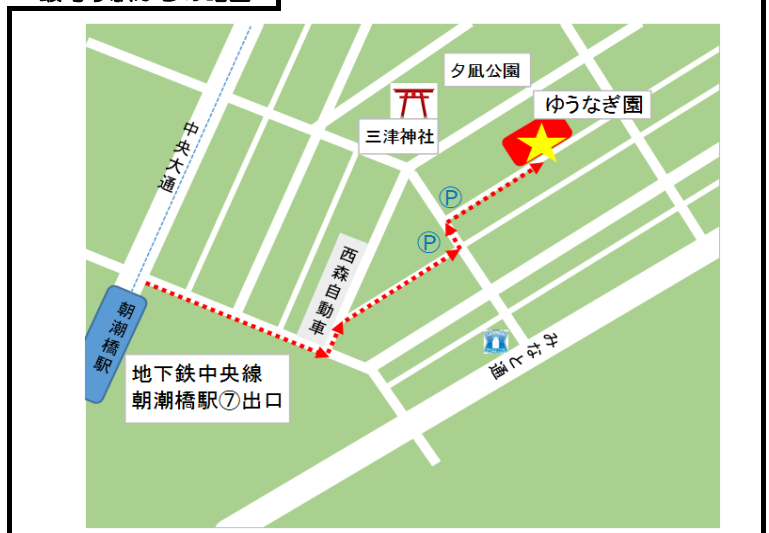 夕凪公園
ゆうなぎ園
三津神社
中央大通
Ⓟ
Ⓟ
西森自動車
朝潮橋駅
みなと通
地下鉄中央線
朝潮橋駅⑦出口